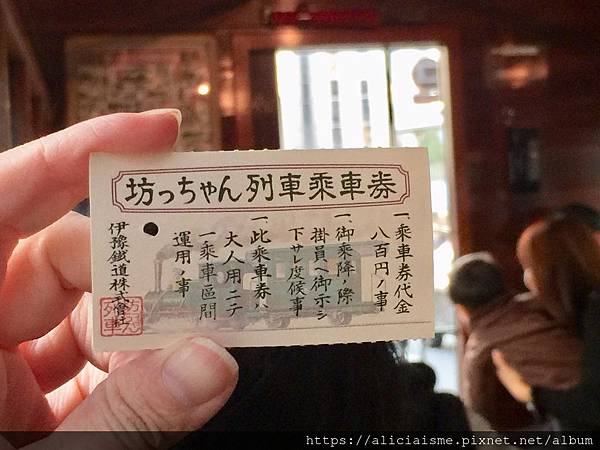 坊っちゃん列車乗車券
一、乗車券代金
八百円ノ事
一、御乗降ノ際
掛員ヘ御示シ
下サレ度候事
一、此乗車券ハ
大人用ニテ
一乗車區間
運用ノ事
伊豫鐵道株式會社
坊ちゃん
列車
https://aliciaisme.pixnet.net/album